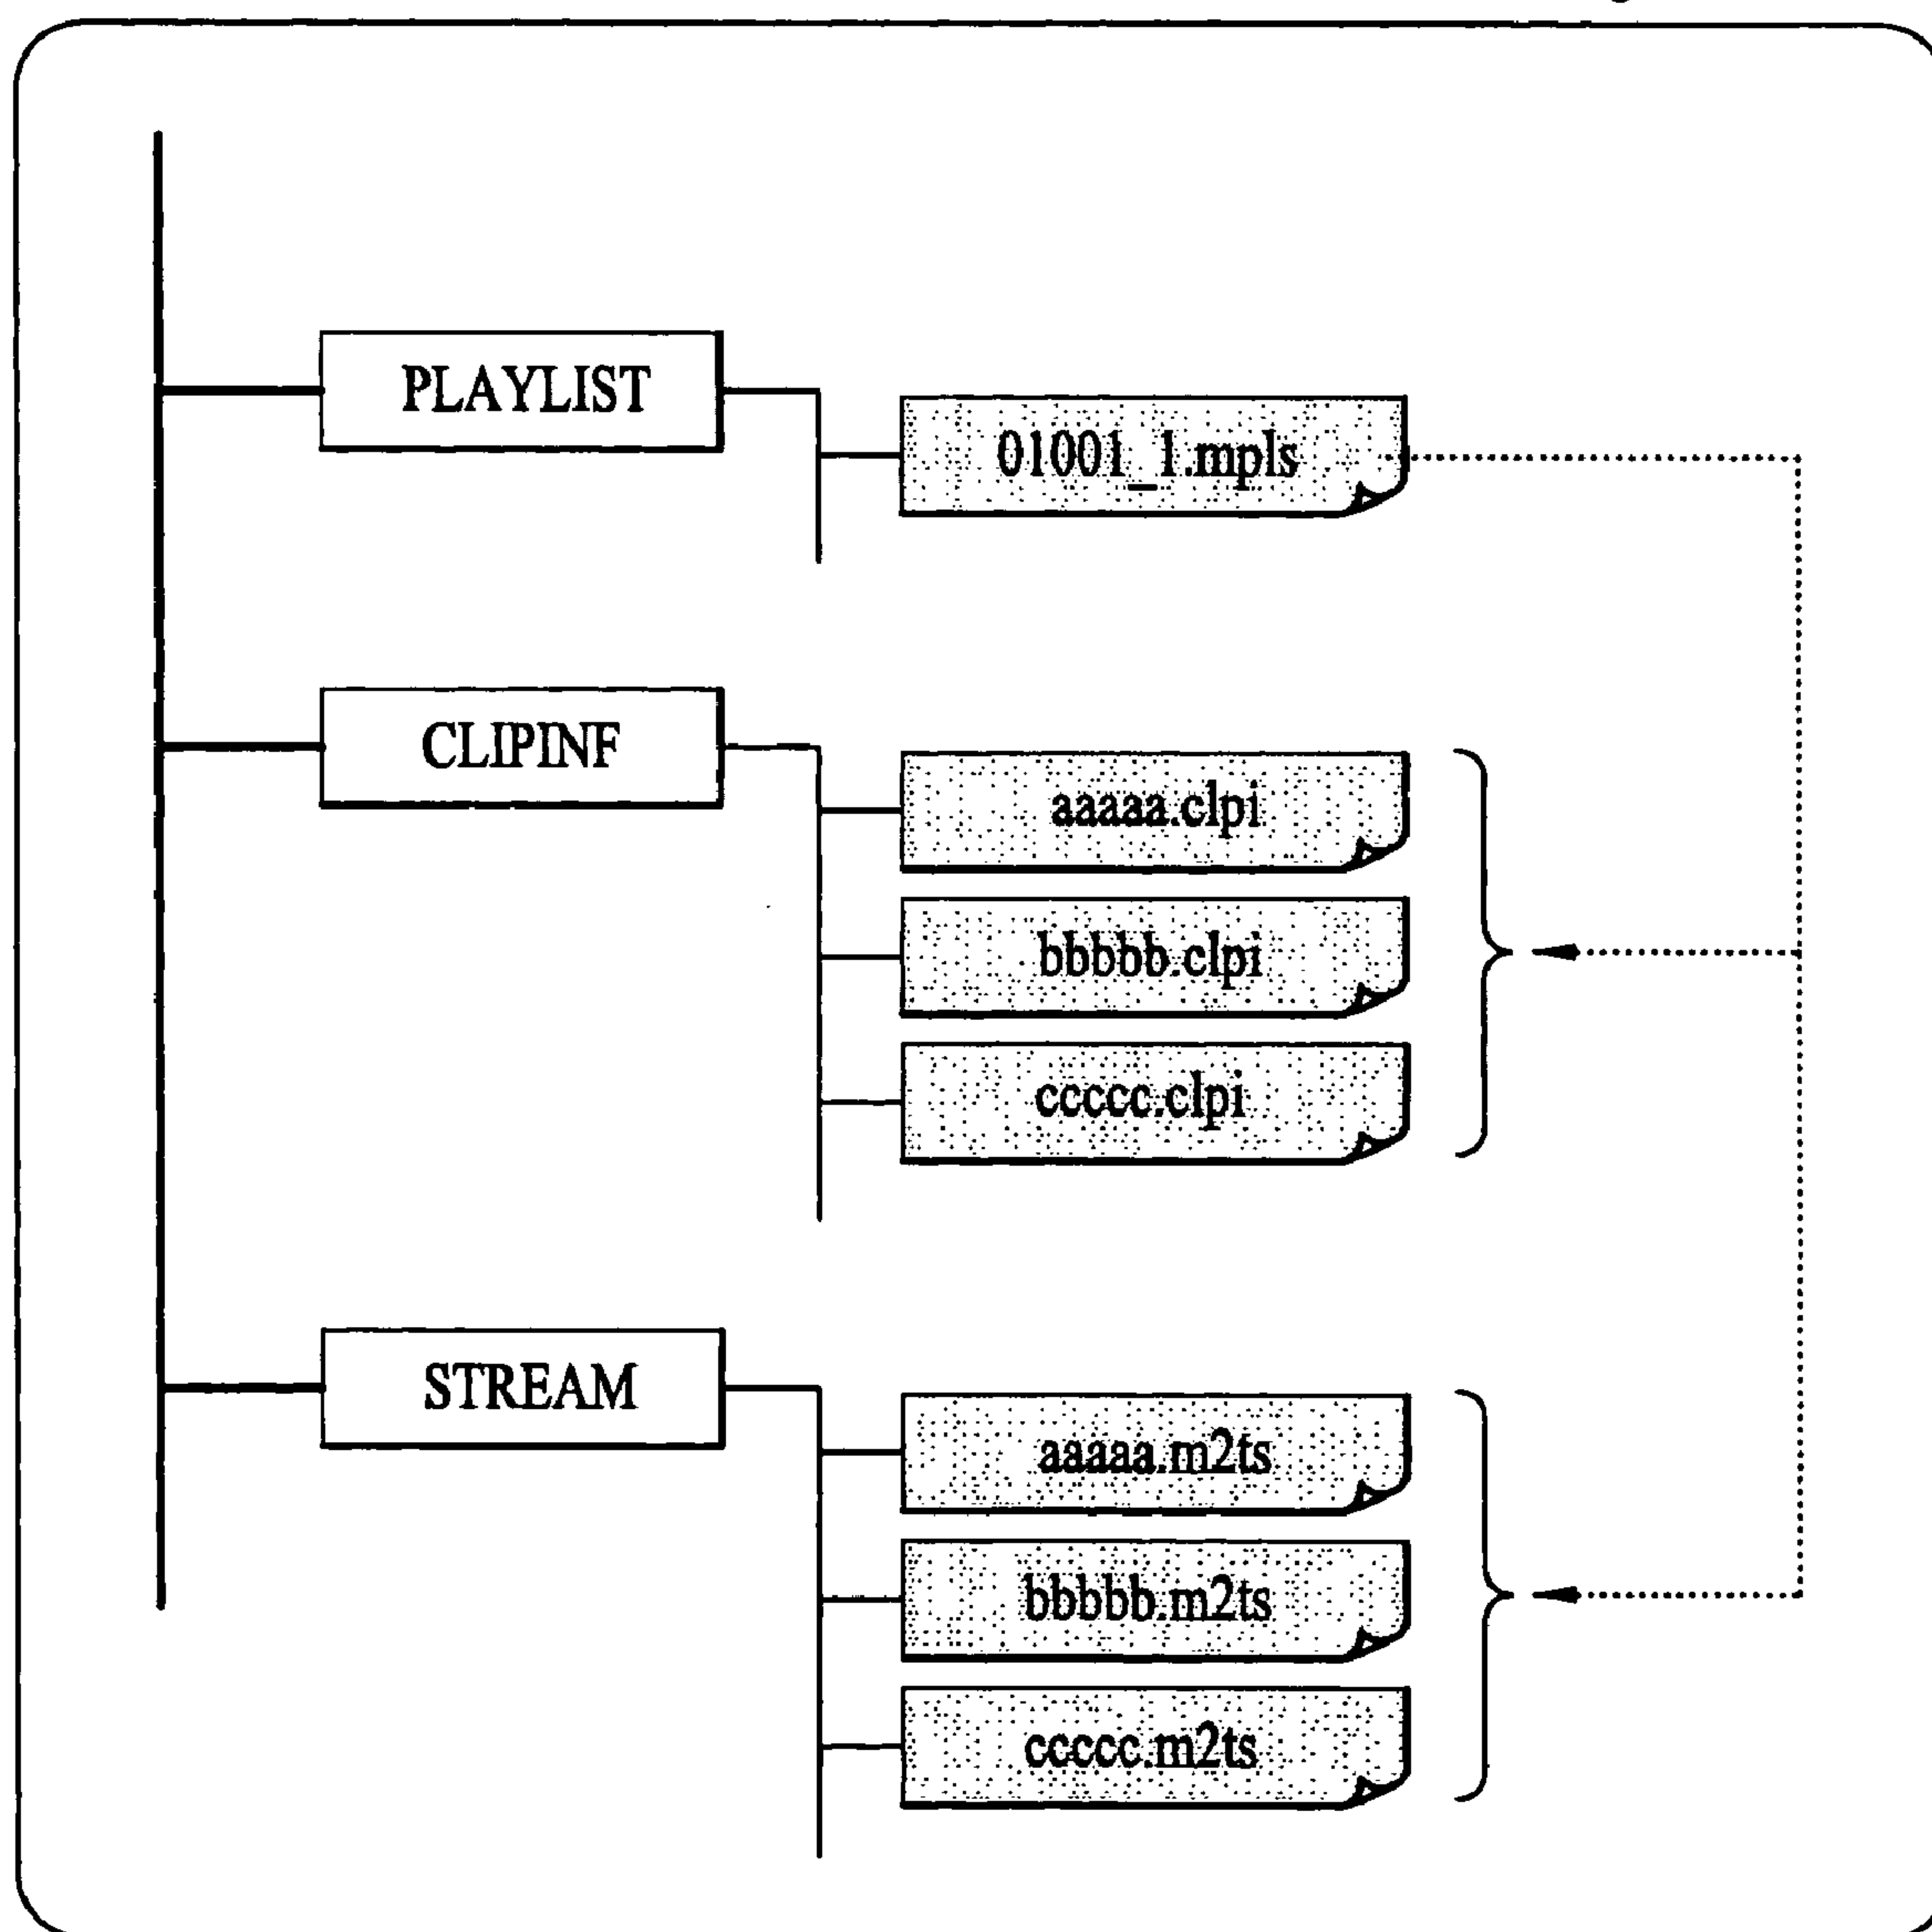 PLAYLIST
01001_1.mpls
CLIPINF
aaaaa.clpi
bbbbb.clpi
ccccc.clpi
STREAM
aaaaa.m2ts
bbbbb.m2ts
ccccc.m2ts